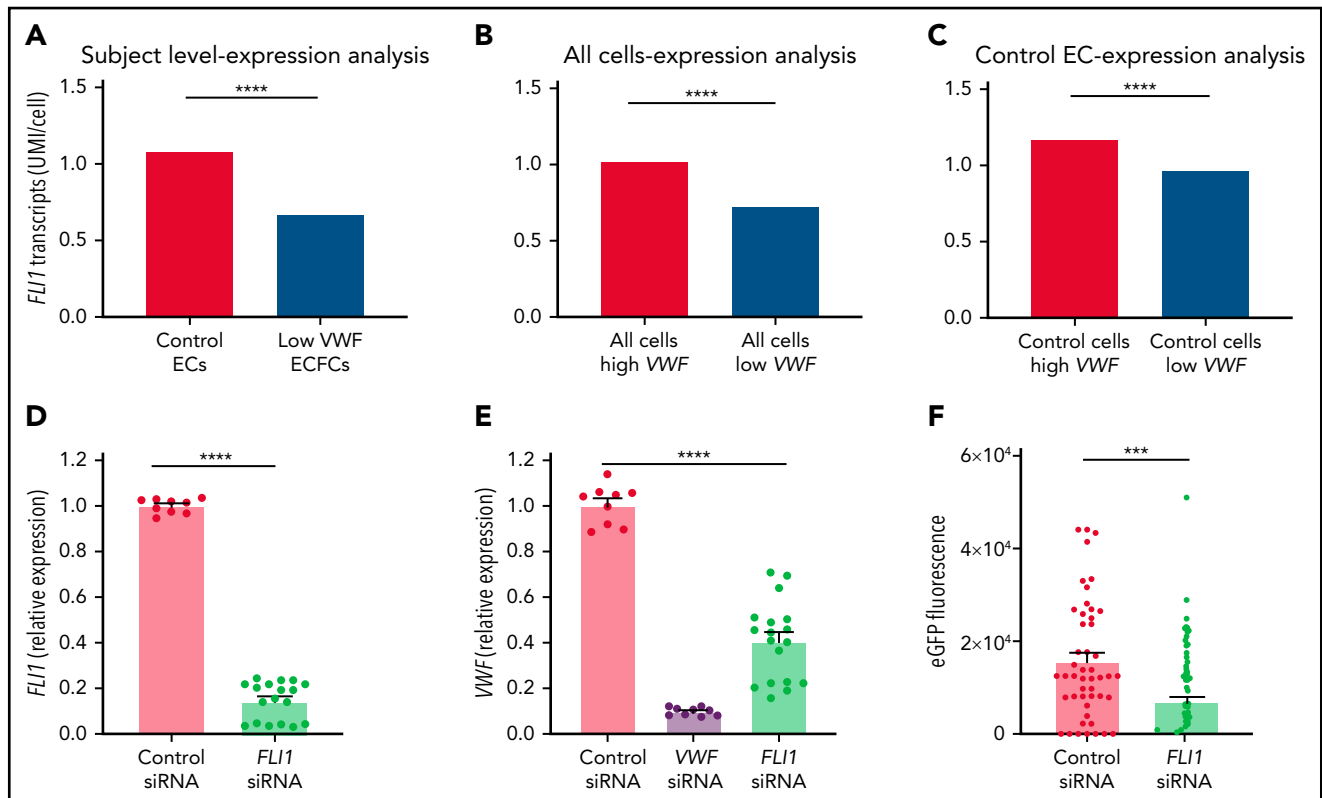 A
Subject level-expression analysis
FLI1 transcripts (UMI/cell)
1.5
1.0
0.5
0.0
****
Control
ECs
Low VWF
ECFCs
B
All cells-expression analysis
1.5
1.0
0.5
0.0
****
All cells
high VWF
All cells
low VWF
C
Control EC-expression analysis
1.5
1.0
0.5
0.0
****
Control cells
high VWF
Control cells
low VWF
D
FLI1 (relative expression)
1.2
1.0
0.8
0.6
0.4
0.2
0
****
Control
siRNA
FLI1
siRNA
E
VWF (relative expression)
1.2
1.0
0.8
0.6
0.4
0.2
0
****
Control
siRNA
VWF
siRNA
FLI1
siRNA
F
eGFP fluorescence
6×10⁴
4×10⁴
2×10⁴
0
***
Control
siRNA
FLI1
siRNA